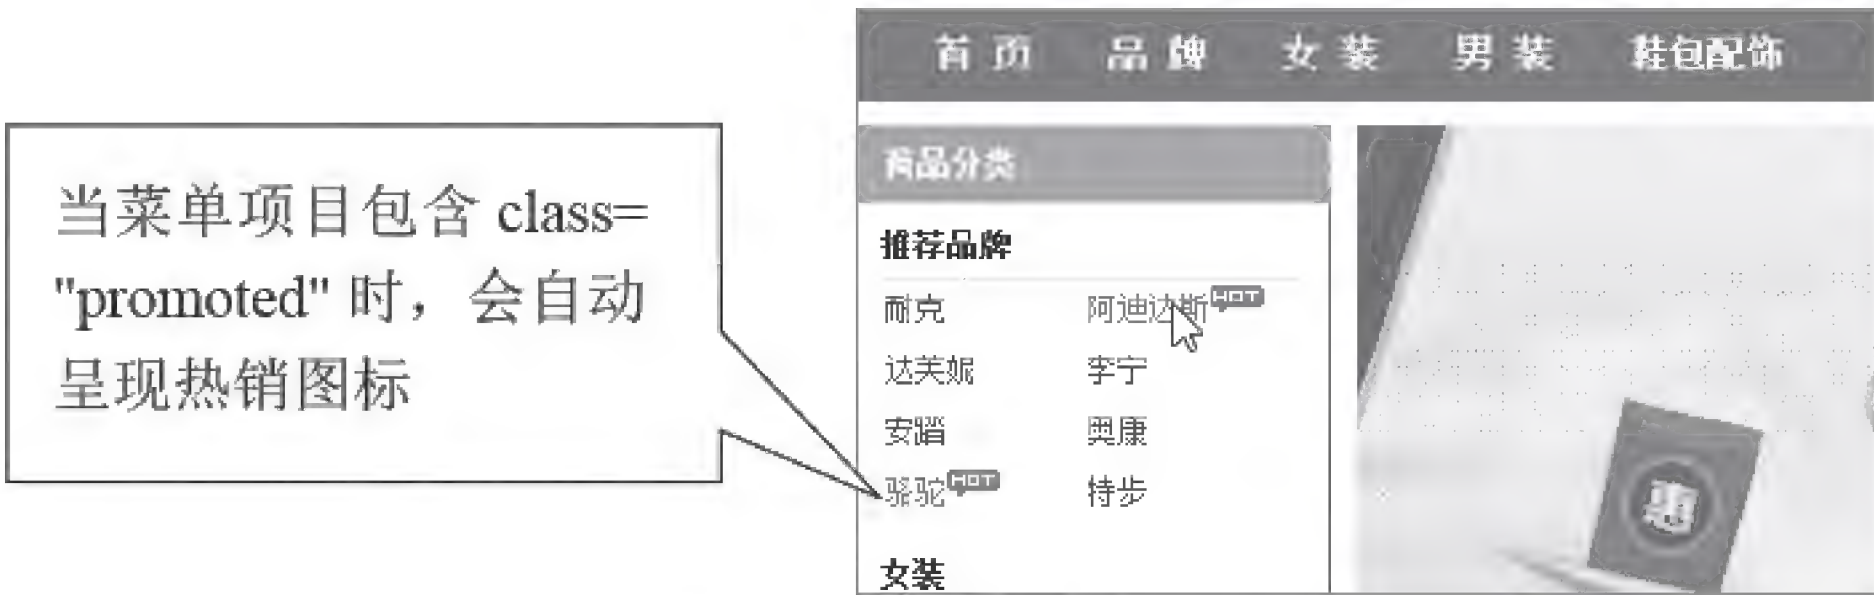 当菜单项目包含 class=
"promoted" 时，会自动
呈现热销图标
首 页 品 牌 女 装 男 装 鞋包配饰
商品分类
推荐品牌
耐克 阿迪达斯 HOT
达芙妮 李宁
安踏 奥康
骆驼 HOT 特步
女装
惠